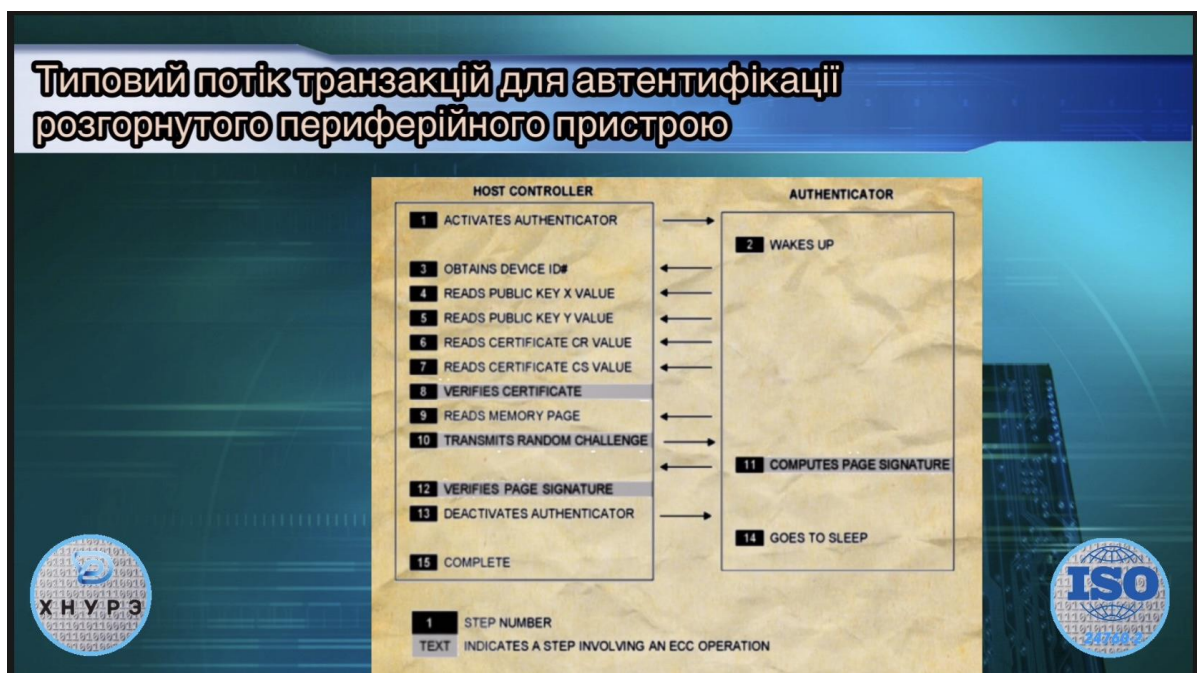 Типовий потік транзакцій для автентифікації
розгорнутого периферійного пристрою
HOST CONTROLLER
AUTHENTICATOR
1 ACTIVATES AUTHENTICATOR
2 WAKES UP
3 OBTAINS DEVICE ID#
4 READS PUBLIC KEY X VALUE
5 READS PUBLIC KEY Y VALUE
6 READS CERTIFICATE CR VALUE
7 READS CERTIFICATE CS VALUE
8 VERIFIES CERTIFICATE
9 READS MEMORY PAGE
10 TRANSMITS RANDOM CHALLENGE
11 COMPUTES PAGE SIGNATURE
12 VERIFIES PAGE SIGNATURE
13 DEACTIVATES AUTHENTICATOR
14 GOES TO SLEEP
15 COMPLETE
1 STEP NUMBER
TEXT INDICATES A STEP INVOLVING AN ECC OPERATION
ХНУРЭ
ISO